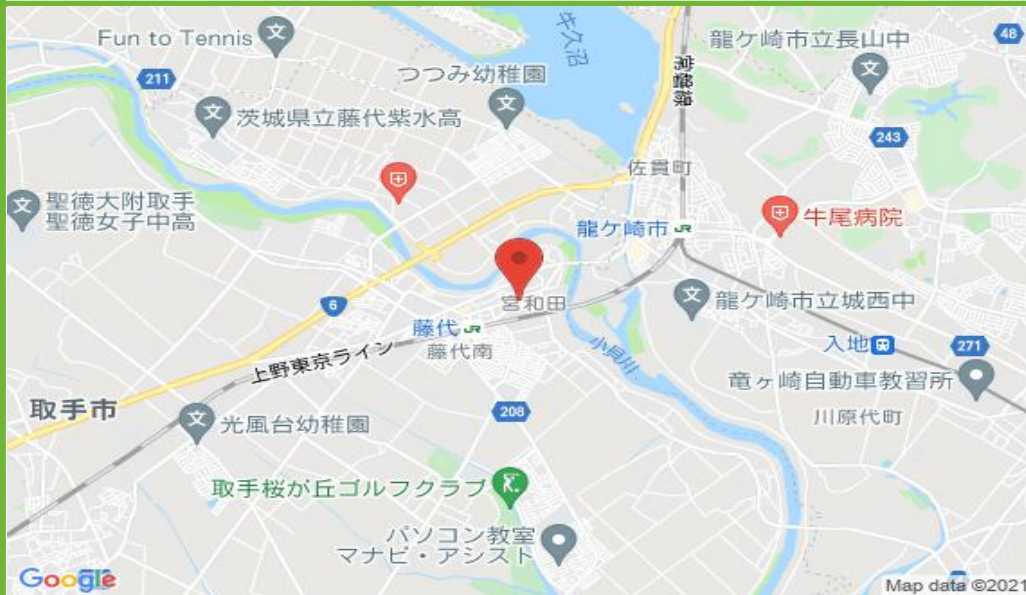 Fun to Tennis
牛久沼
龍ケ崎市立長山中
48
211
つつみ幼稚園
常磐線
茨城県立藤代紫水高
243
佐貫町
聖徳大附取手
聖徳女子中高
龍ケ崎市 JR
牛尾病院
6
宮和田
龍ケ崎市立城西中
藤代 JR
藤代南
小貝川
入地
271
上野東京ライン
竜ヶ崎自動車教習所
取手市
208
川原代町
光風台幼稚園
取手桜が丘ゴルフクラブ
パソコン教室
マナビ・アシスト
Google
Map data ©2021